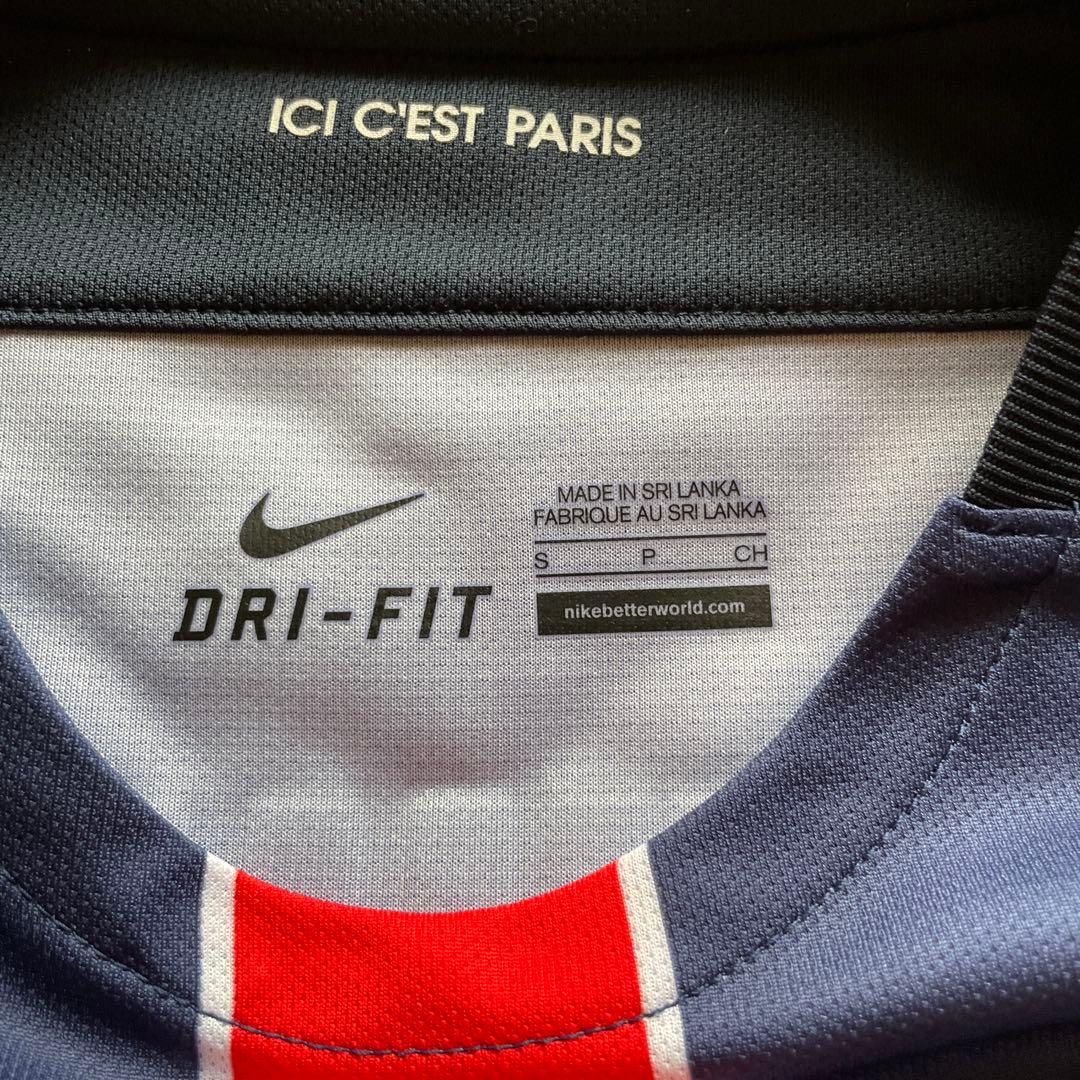 ICI C'EST PARIS
DRI-FIT
MADE IN SRI LANKA
FABRIQUE AU SRI LANKA
S P CH
nikebetterworld.com